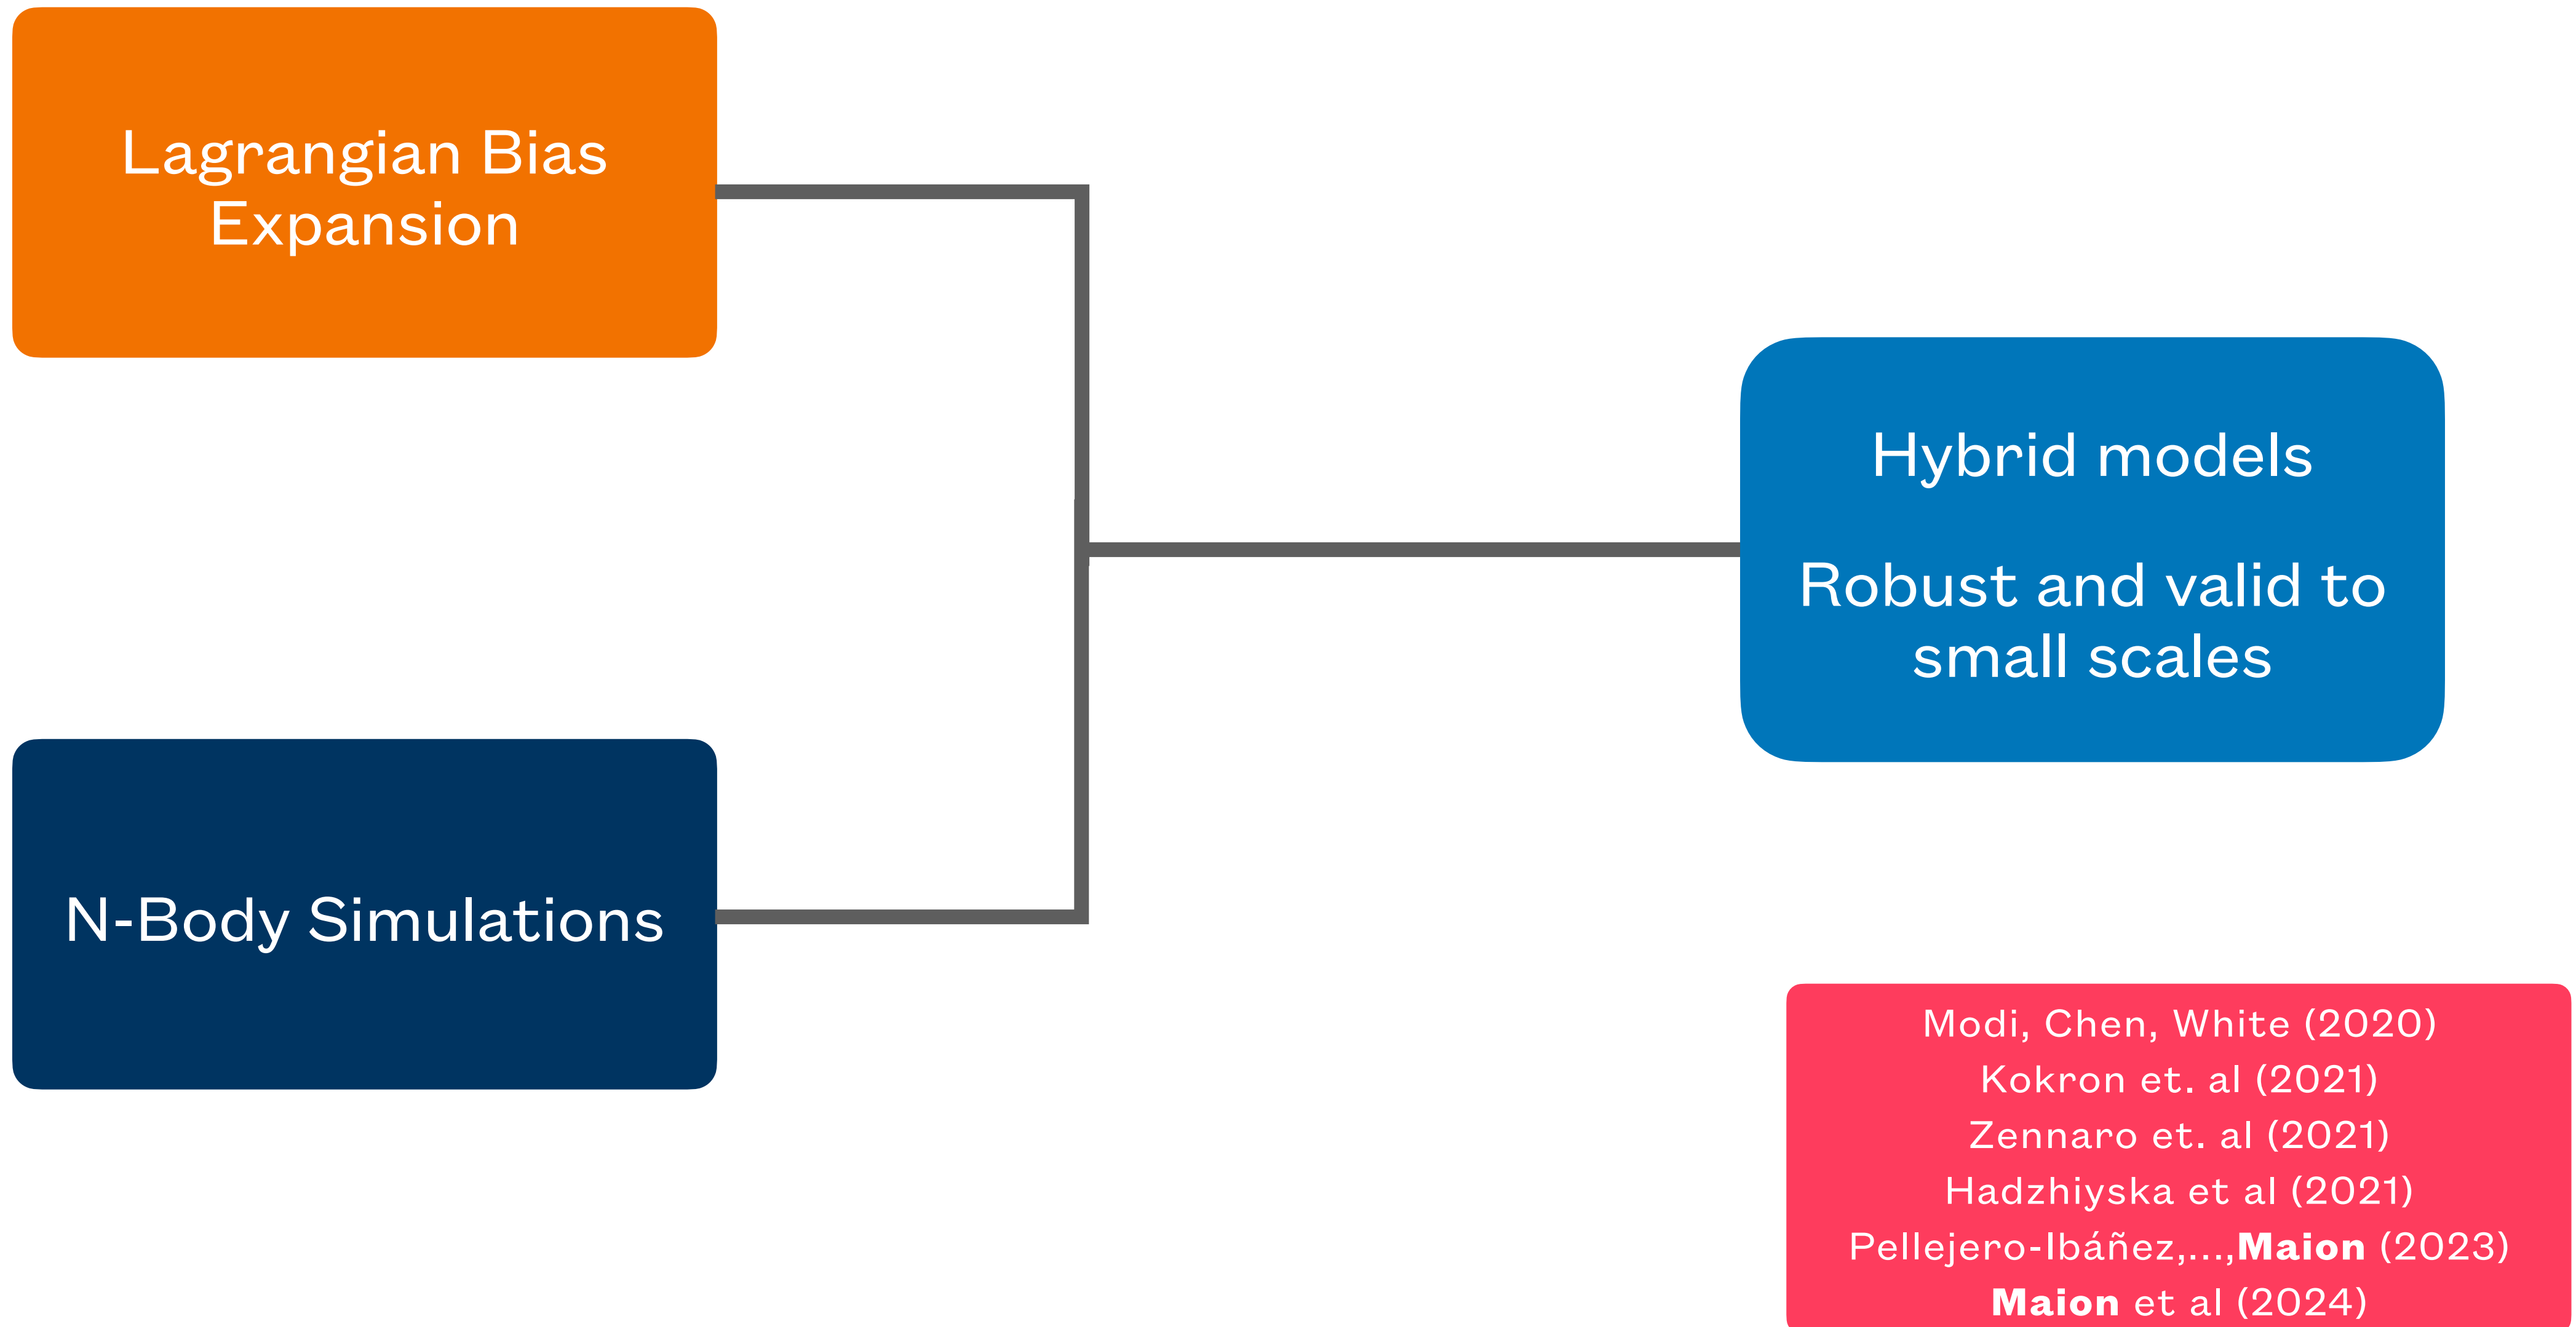 Lagrangian Bias
Expansion
N-Body Simulations
Hybrid models
Robust and valid to
small scales
Modi, Chen, White (2020)
Kokron et. al (2021)
Zennaro et. al (2021)
Hadzhiyska et al (2021)
Pellejero-Ibáñez,...,Maion (2023)
Maion et al (2024)